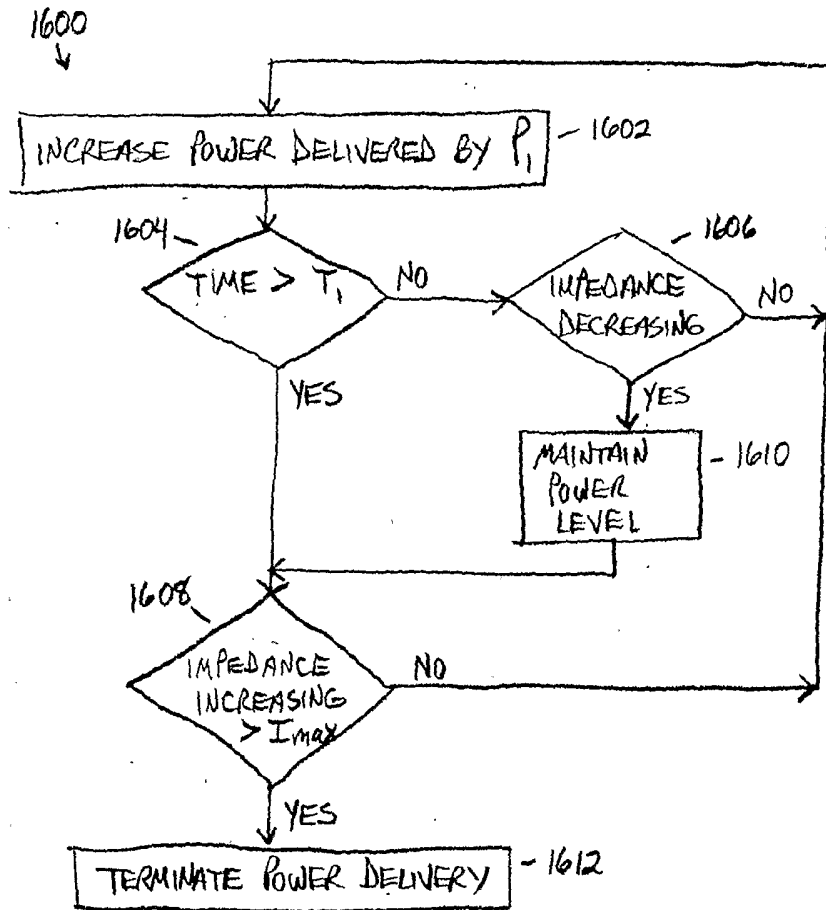 1600
INCREASE POWER DELIVERED BY P1
1602
1604
TIME > T1
NO
YES
1606
IMPEDANCE
DECREASING
NO
YES
MAINTAIN
POWER
LEVEL
1610
1608
IMPEDANCE
INCREASING
> Imax
NO
YES
TERMINATE POWER DELIVERY
1612